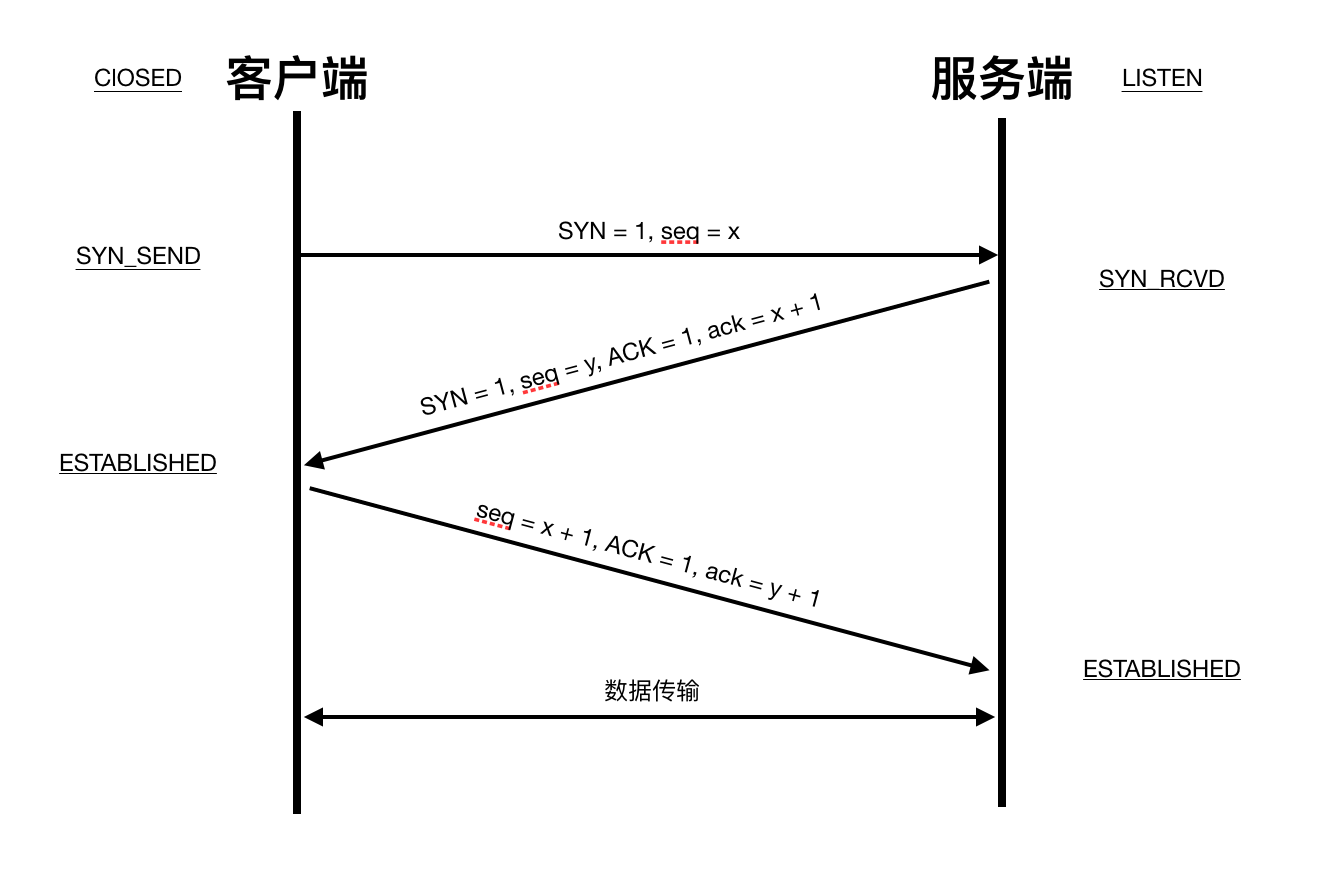 ClOSED
客户端
服务端
LISTEN
SYN = 1, seq = x
SYN_SEND
SYN_RCVD
SYN = 1, seq = y, ACK = 1, ack = x + 1
ESTABLISHED
seq = x + 1, ACK = 1, ack = y + 1
ESTABLISHED
数据传输